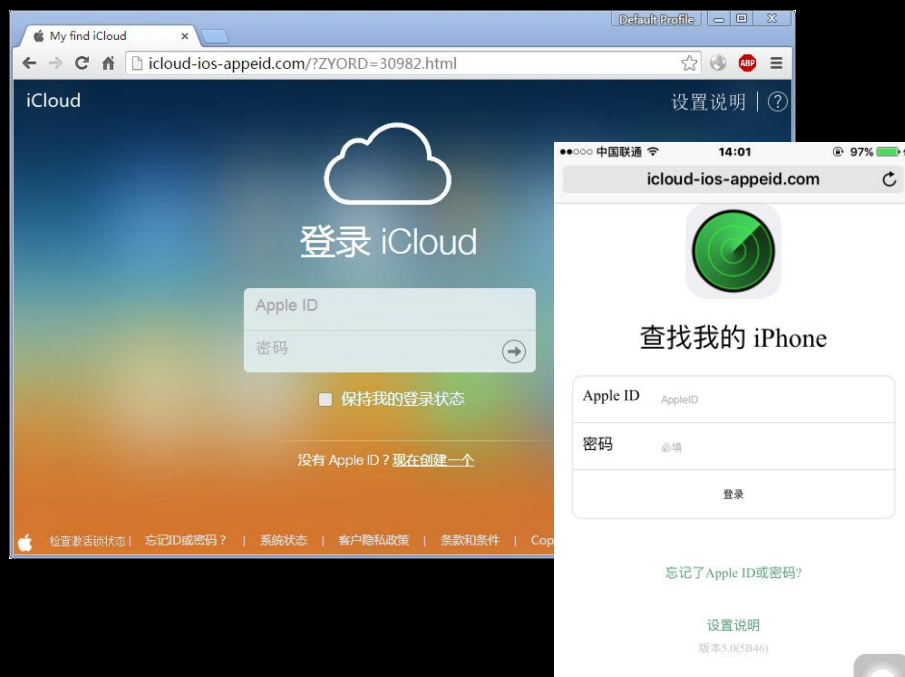 Default Profile
My find iCloud
icloud-ios-appeid.com/?ZYORD=30982.html
ABP
iCloud
设置说明 | ?
登录 iCloud
Apple ID
密码
保持我的登录状态
没有 Apple ID？现在创建一个
检查激活锁状态 | 忘记ID或密码？ | 系统状态 | 客户隐私政策 | 条款和条件 | Cop
中国联通 14:01 97%
icloud-ios-appeid.com
查找我的 iPhone
Apple ID AppleID
密码 必填
登录
忘记了Apple ID或密码?
设置说明
版本5.0(5B46)